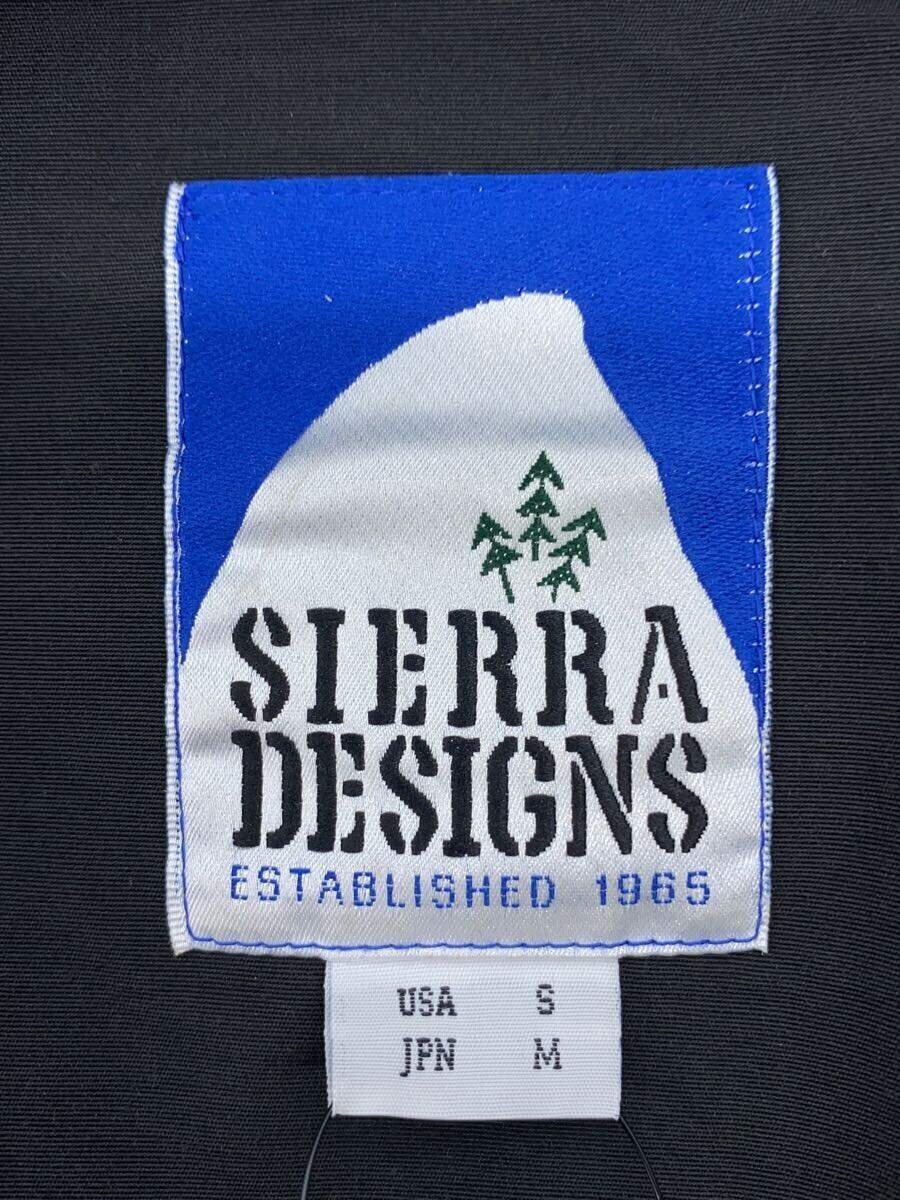 SIERRA
DESIGNS
ESTABLISHED 1965
USA S
JPN M